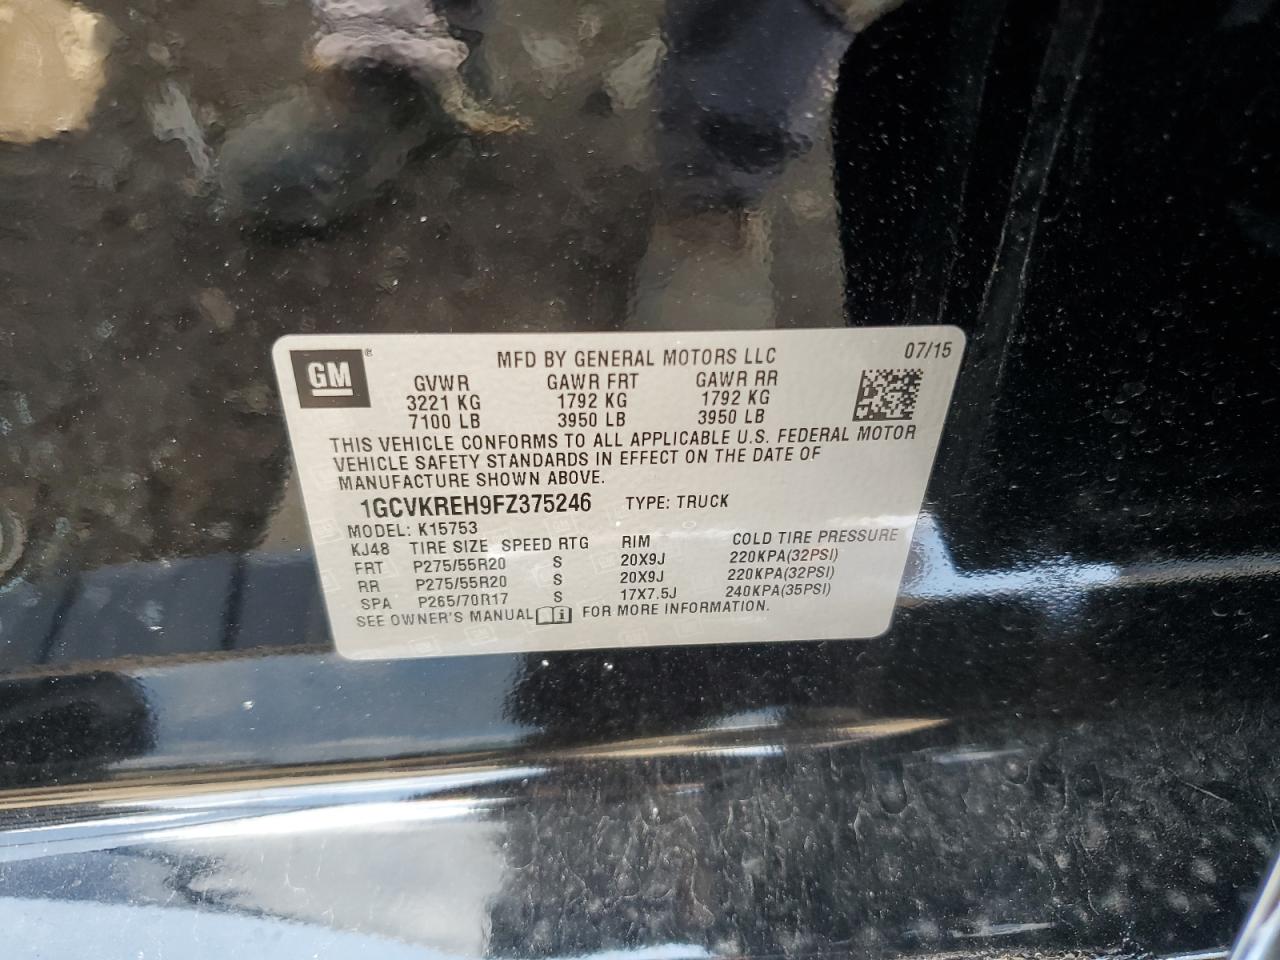 GM ®
MFD BY GENERAL MOTORS LLC 07/15
GVWR GAWR FRT GAWR RR
3221 KG 1792 KG 1792 KG
7100 LB 3950 LB 3950 LB
THIS VEHICLE CONFORMS TO ALL APPLICABLE U.S. FEDERAL MOTOR
VEHICLE SAFETY STANDARDS IN EFFECT ON THE DATE OF
MANUFACTURE SHOWN ABOVE.
1GCVKREH9FZ375246 TYPE: TRUCK
MODEL: K15753
KJ48 TIRE SIZE SPEED RTG RIM COLD TIRE PRESSURE
FRT P275/55R20 S 20X9J 220KPA(32PSI)
RR P275/55R20 S 20X9J 220KPA(32PSI)
SPA P265/70R17 S 17X7.5J 240KPA(35PSI)
SEE OWNER'S MANUAL FOR MORE INFORMATION.